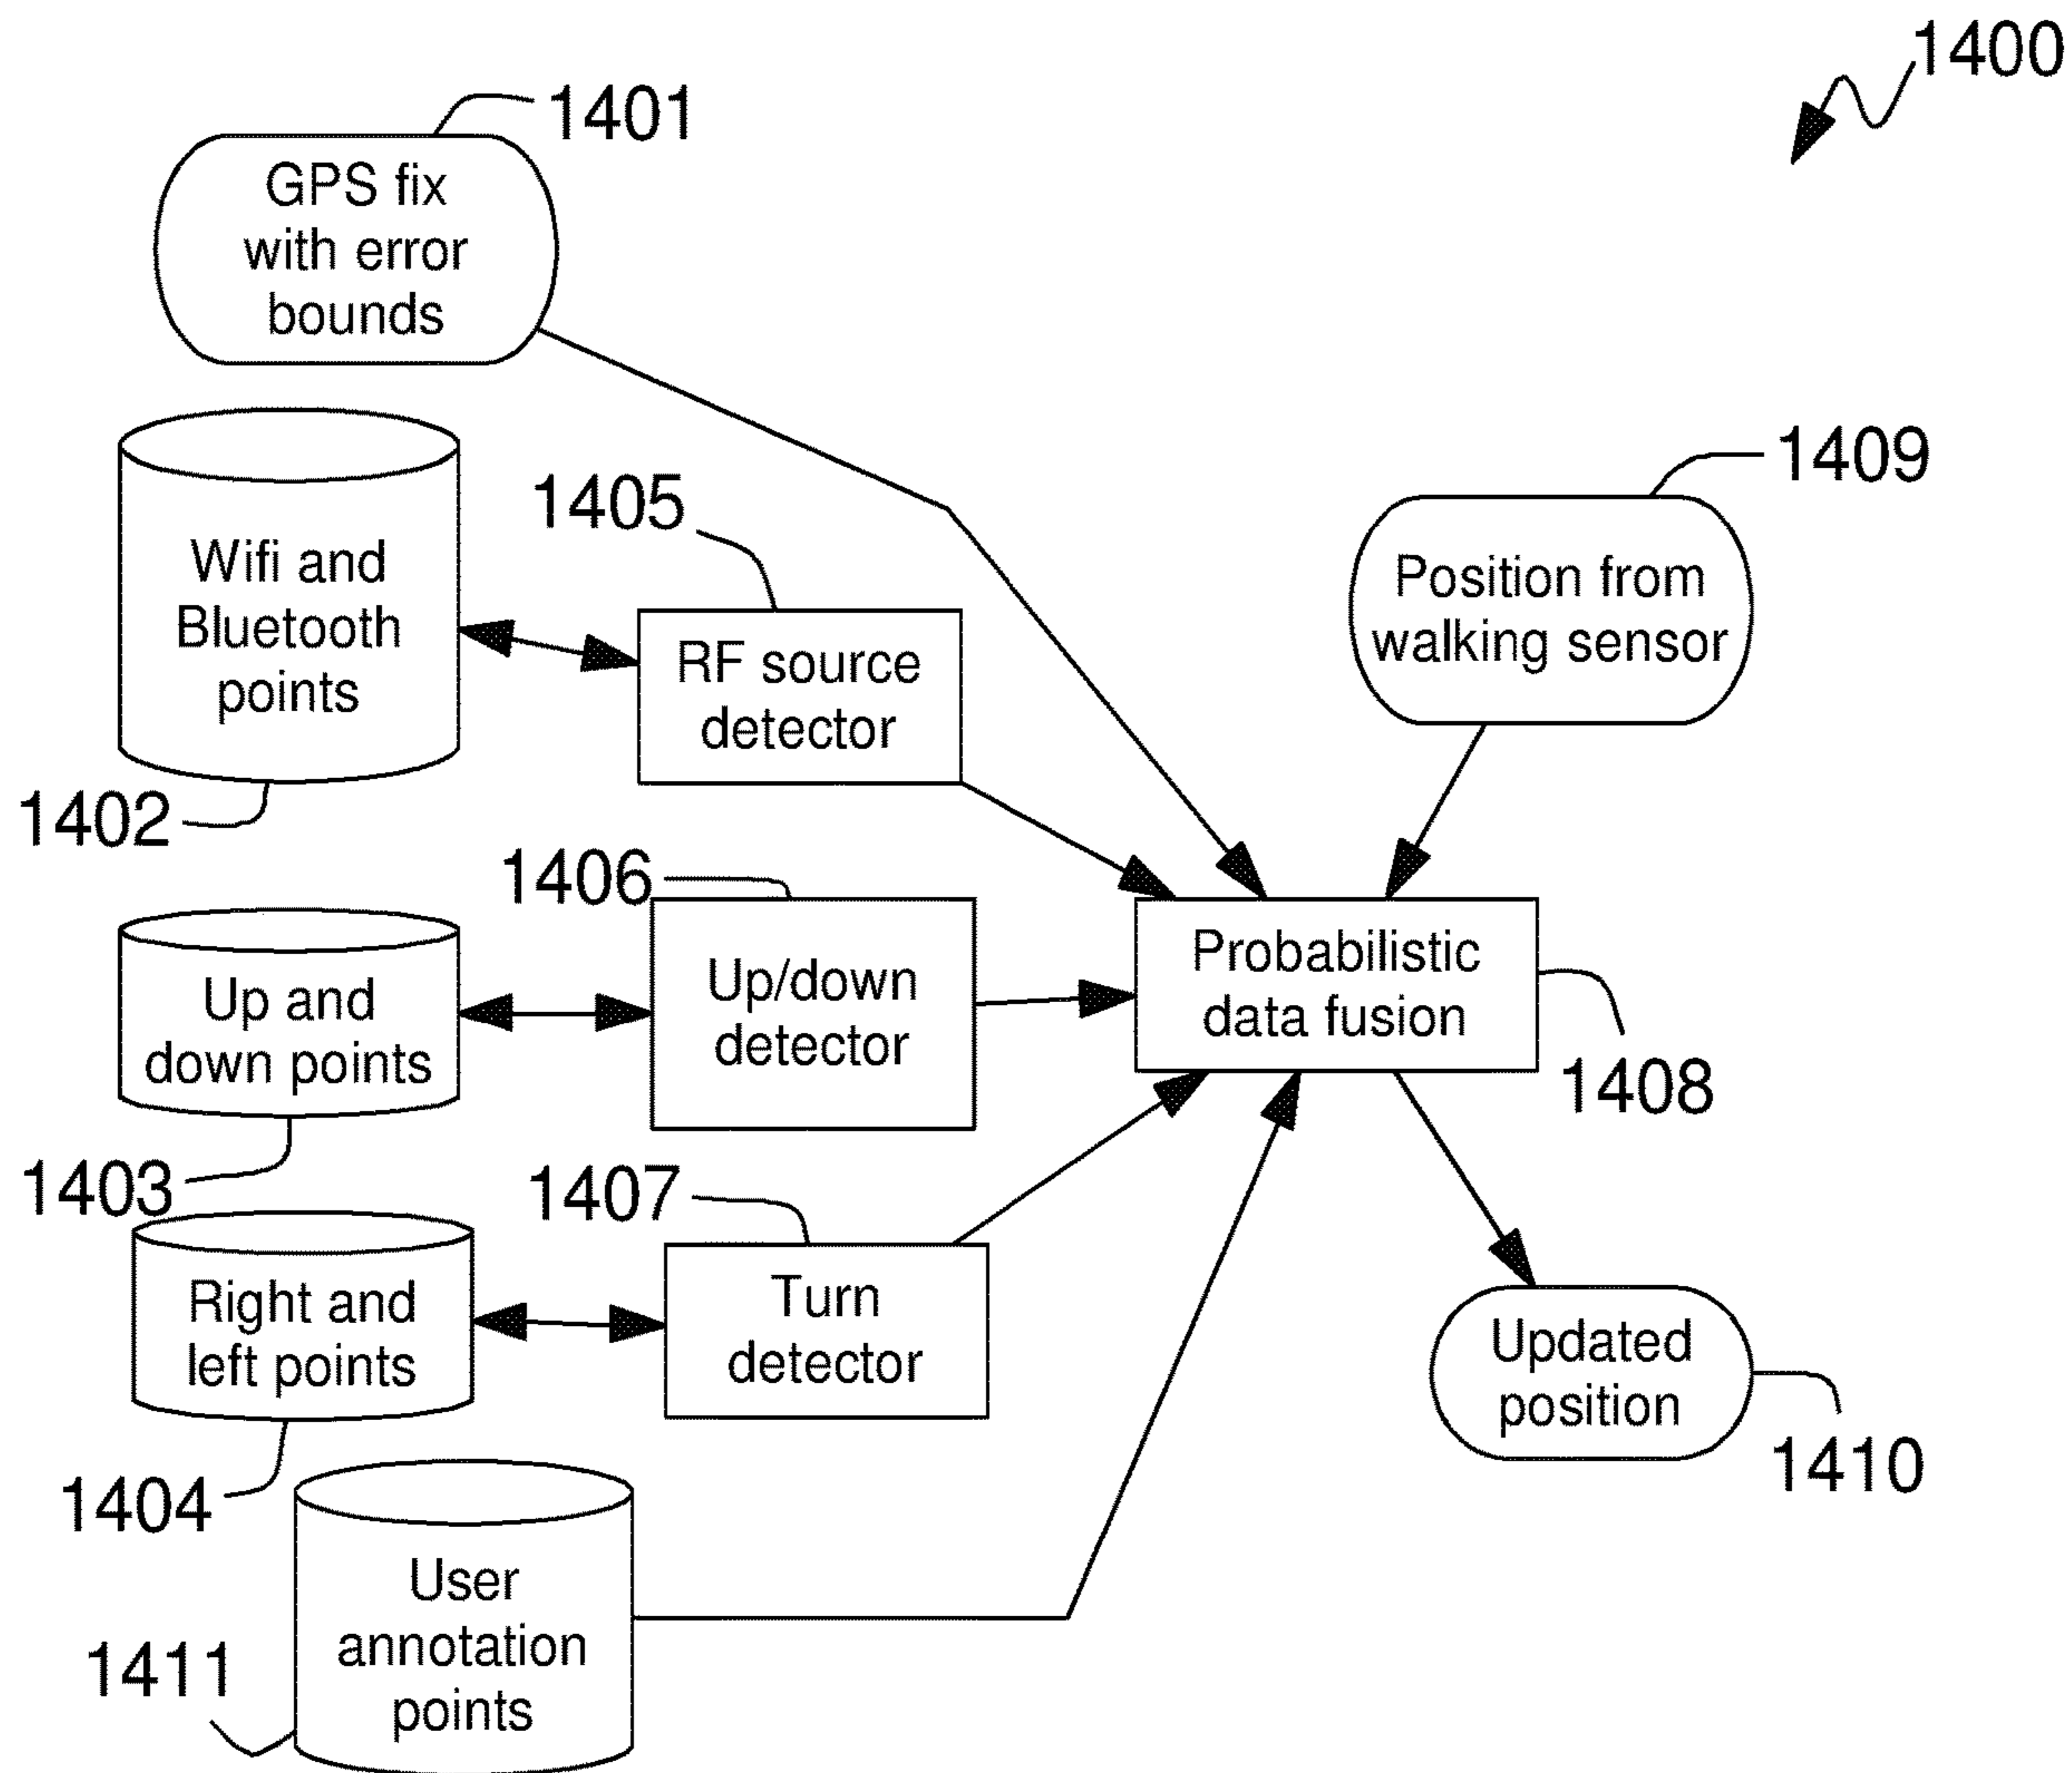 1400
1401
GPS fix
with error
bounds
1409
1405
Wifi and
Bluetooth
points
Position from
walking sensor
RF source
detector
1402
1406
Up and
down points
Up/down
detector
Probabilistic
data fusion
1408
1403
1407
Right and
left points
Turn
detector
Updated
position
1404
1410
User
annotation
points
1411